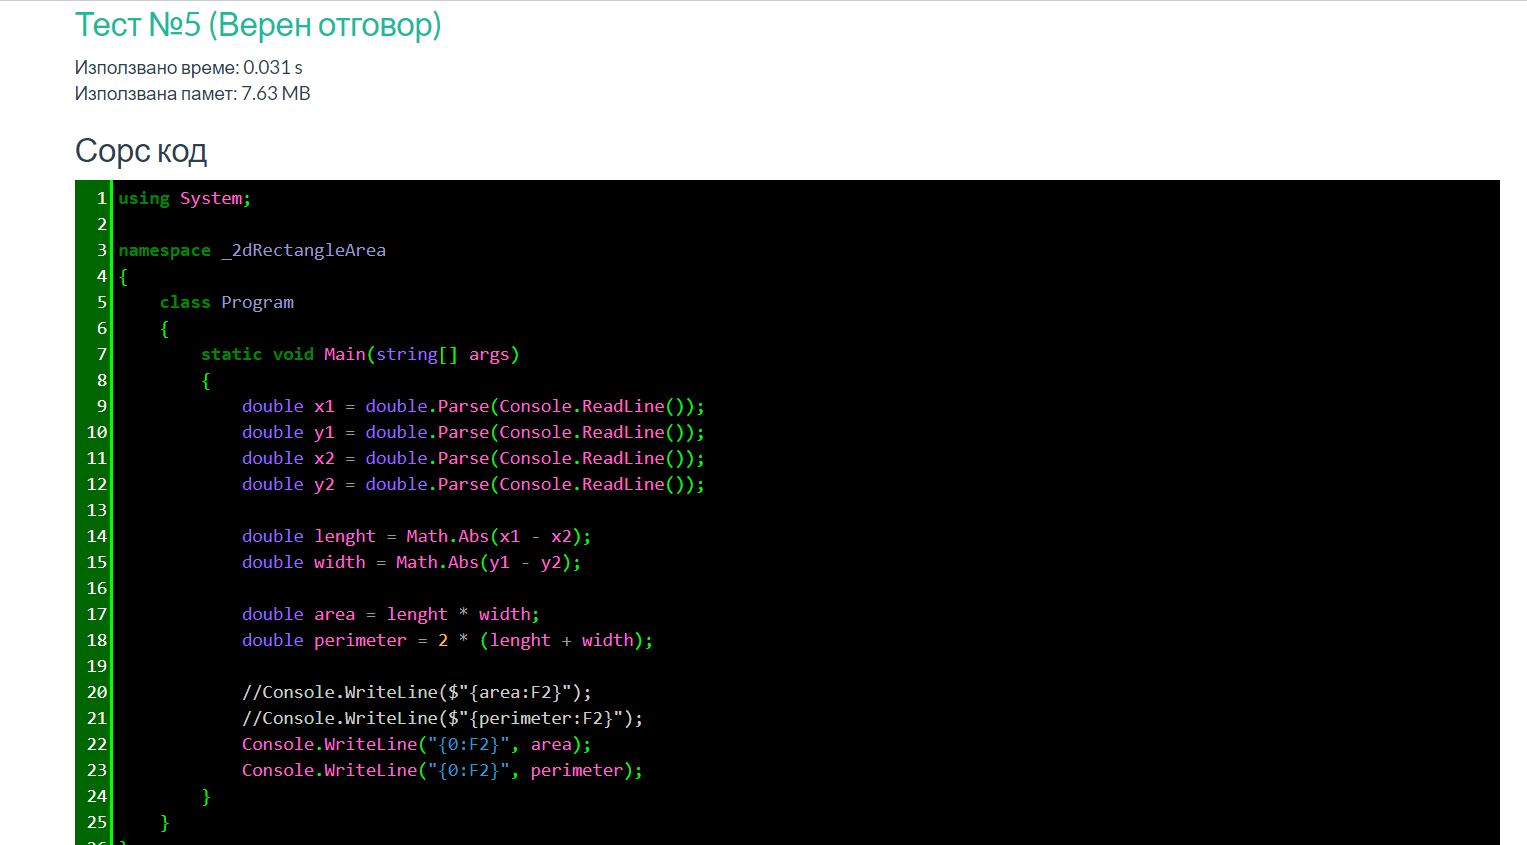 Тест №5 (Верен отговор)
Използвано време: 0.031 s
Използвана памет: 7.63 MB
Сорс код
1 using System;
2
3 namespace _2dRectangleArea
4 {
5     class Program
6     {
7         static void Main(string[] args)
8         {
9             double x1 = double.Parse(Console.ReadLine());
10             double y1 = double.Parse(Console.ReadLine());
11             double x2 = double.Parse(Console.ReadLine());
12             double y2 = double.Parse(Console.ReadLine());
13
14             double lenght = Math.Abs(x1 - x2);
15             double width = Math.Abs(y1 - y2);
16
17             double area = lenght * width;
18             double perimeter = 2 * (lenght + width);
19
20             //Console.WriteLine($"{area:F2}");
21             //Console.WriteLine($"{perimeter:F2}");
22             Console.WriteLine("{0:F2}", area);
23             Console.WriteLine("{0:F2}", perimeter);
24         }
25     }